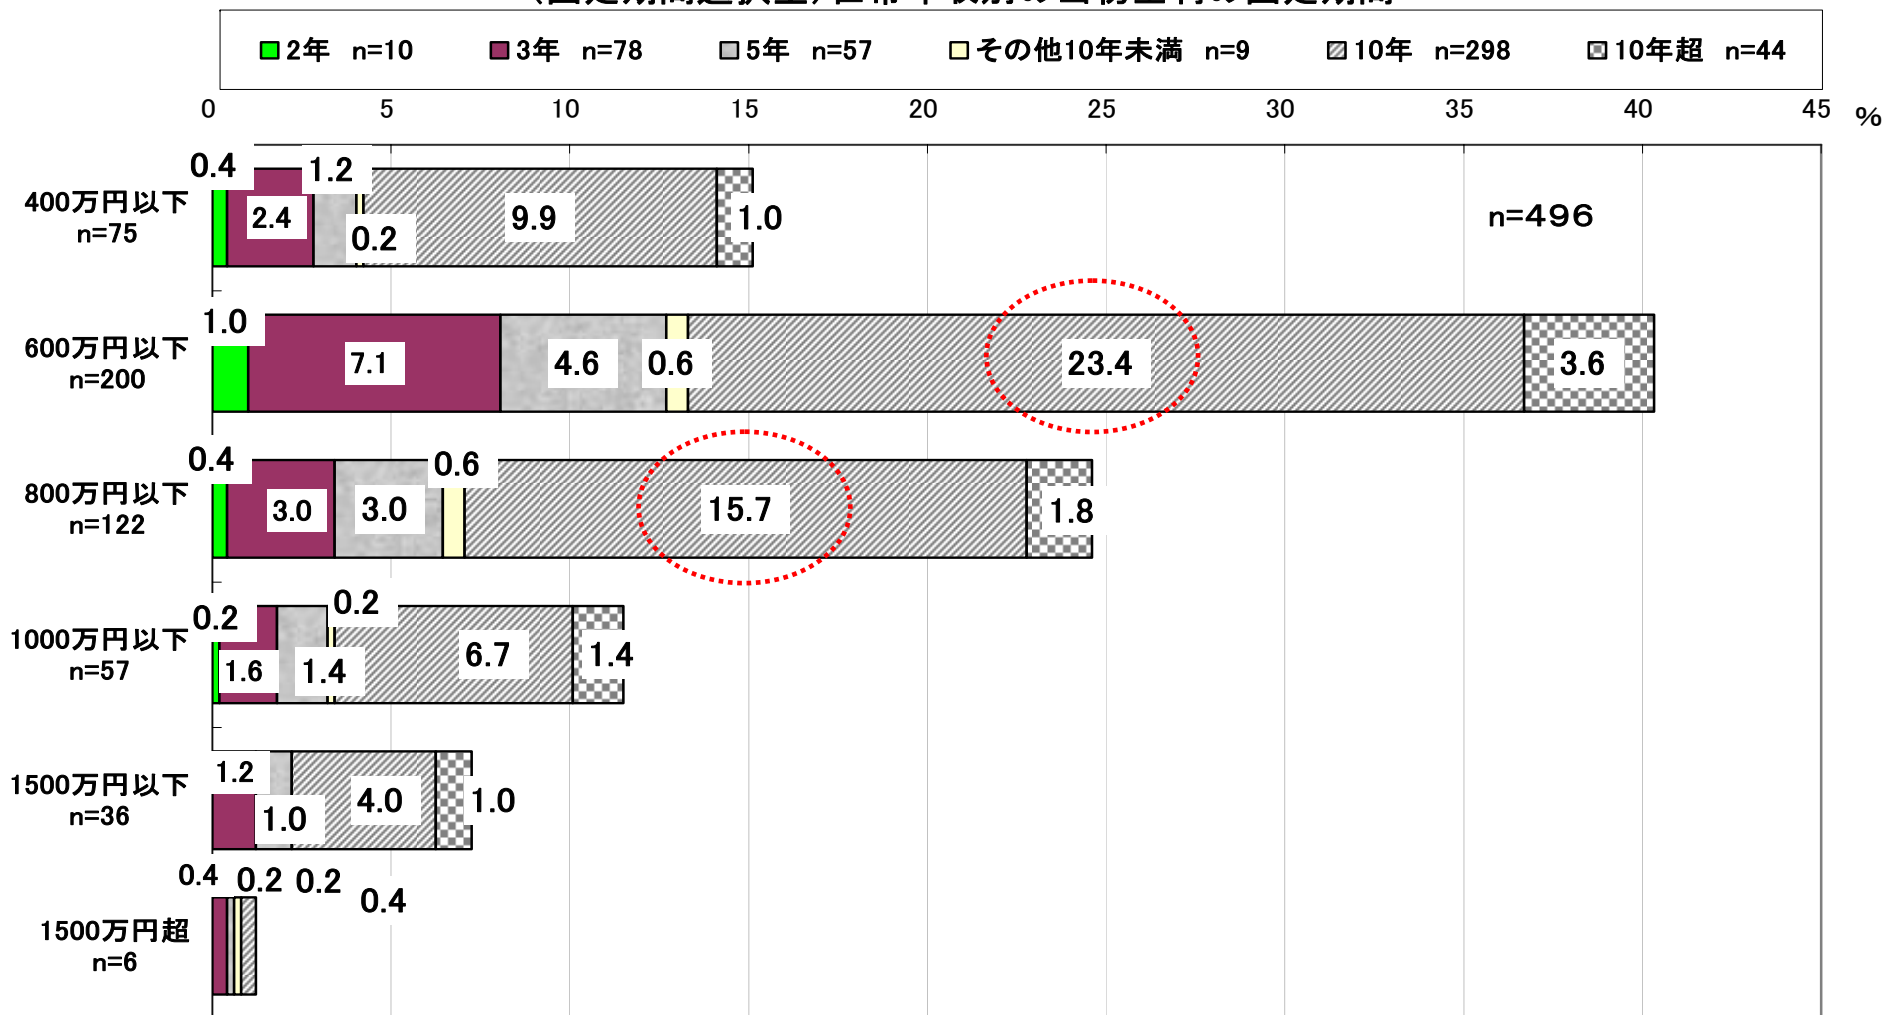 2年 n=10 3年 n=78 5年 n=57 その他10年未満 n=9 10年 n=298 10年超 n=44
0 5 10 15 20 25 30 35 40 45 %
400万円以下
n=75
0.4 2.4 1.2 0.2 9.9 1.0
n=496
600万円以下
n=200
1.0 7.1 4.6 0.6 23.4 3.6
800万円以下
n=122
0.4 3.0 3.0 0.6 15.7 1.8
1000万円以下
n=57
0.2 1.6 1.4 0.2 6.7 1.4
1500万円以下
n=36
1.2 1.0 4.0 1.0
1500万円超
n=6
0.4 0.2 0.2 0.4